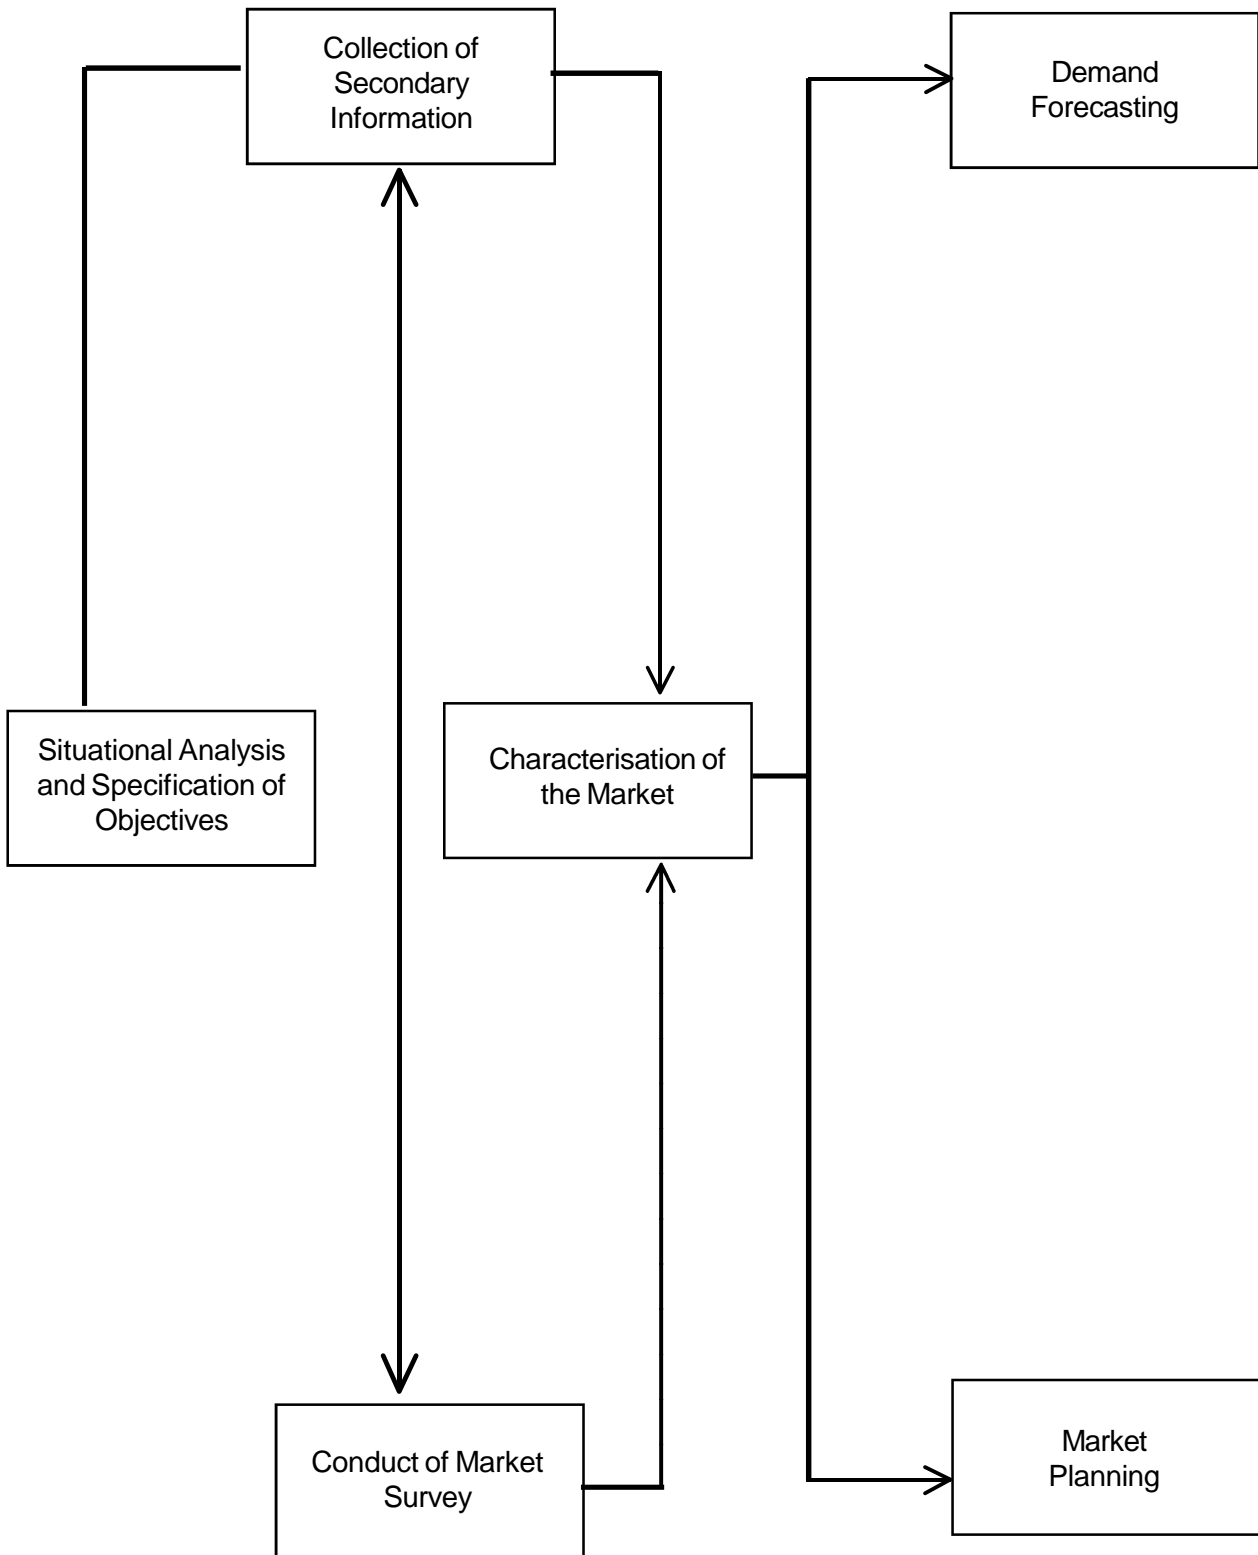 Collection of
Secondary
Information
Demand
Forecasting
Situational Analysis
and Specification of
Objectives
Characterisation of
the Market
Conduct of Market
Survey
Market
Planning